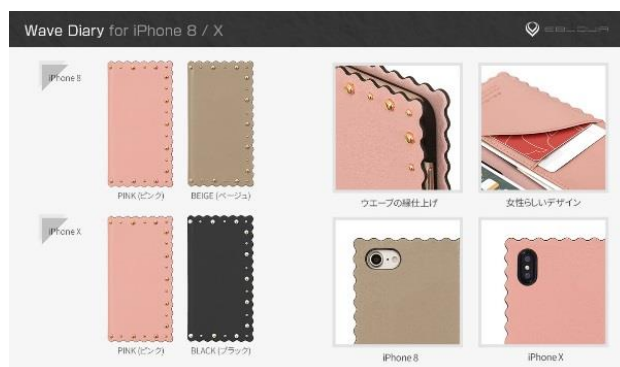 Wave Diary for iPhone 8 / X
iPhone 8
PINK (ピンク)
BEIGE (ベージュ)
iPhone X
PINK (ピンク)
BLACK (ブラック)
ウエーブの縁仕上げ
女性らしいデザイン
iPhone 8
iPhone X